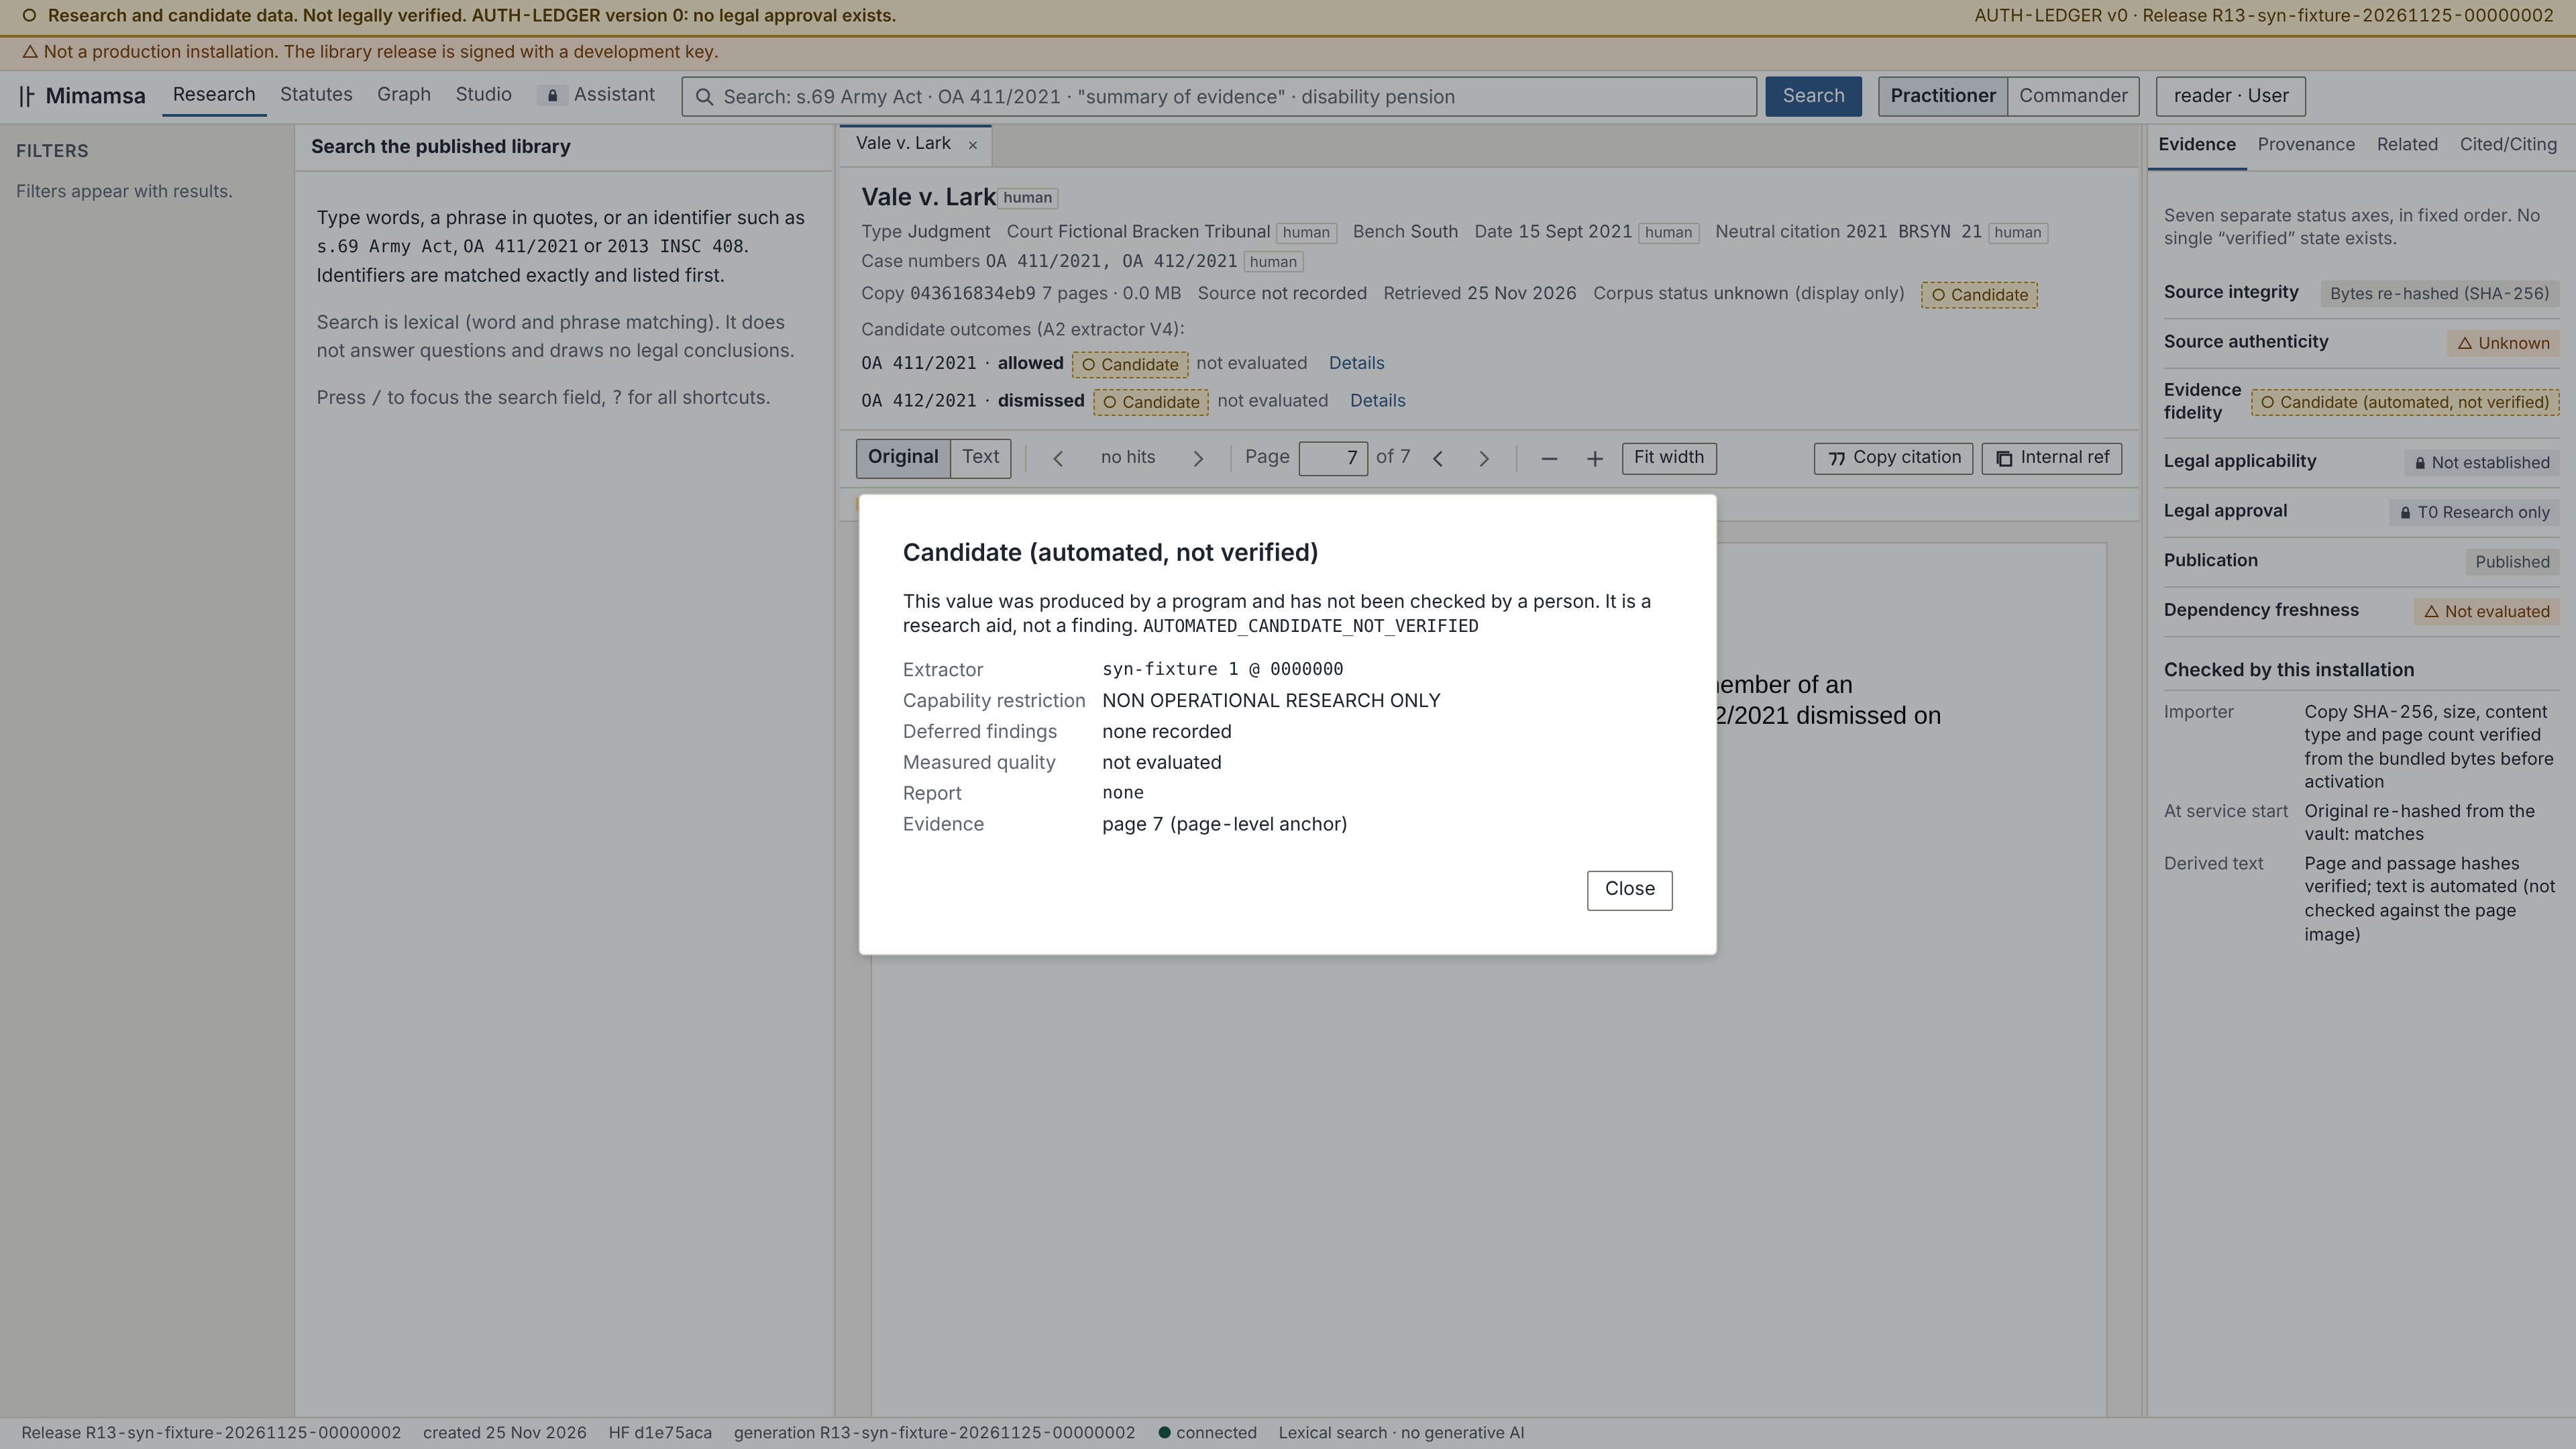 Research and candidate data. Not legally verified. AUTH-LEDGER version 0: no legal approval exists.
AUTH-LEDGER v0 · Release R13-syn-fixture-20261125-00000002
Not a production installation. The library release is signed with a development key.
Mimamsa Research Statutes Graph Studio Assistant
Search: s.69 Army Act · OA 411/2021 · "summary of evidence" · disability pension
Search
Practitioner Commander
reader · User
FILTERS
Filters appear with results.
Search the published library
Type words, a phrase in quotes, or an identifier such as
s.69 Army Act, OA 411/2021 or 2013 INSC 408.
Identifiers are matched exactly and listed first.
Search is lexical (word and phrase matching). It does
not answer questions and draws no legal conclusions.
Press / to focus the search field, ? for all shortcuts.
Vale v. Lark ×
Vale v. Lark human
Type Judgment Court Fictional Bracken Tribunal human Bench South Date 15 Sept 2021 human Neutral citation 2021 BRSYN 21 human
Case numbers OA 411/2021, OA 412/2021 human
Copy 043616834eb9 7 pages · 0.0 MB Source not recorded Retrieved 25 Nov 2026 Corpus status unknown (display only) Candidate
Candidate outcomes (A2 extractor V4):
OA 411/2021 · allowed Candidate not evaluated Details
OA 412/2021 · dismissed Candidate not evaluated Details
Original Text no hits Page 7 of 7 Fit width Copy citation Internal ref
Candidate (automated, not verified)
This value was produced by a program and has not been checked by a person. It is a
research aid, not a finding. AUTOMATED_CANDIDATE_NOT_VERIFIED
Extractor syn-fixture 1 @ 0000000
Capability restriction NON OPERATIONAL RESEARCH ONLY
Deferred findings none recorded
Measured quality not evaluated
Report none
Evidence page 7 (page-level anchor)
Close
of an
2/2021 dismissed on
Evidence Provenance Related Cited/Citing
Seven separate status axes, in fixed order. No
single “verified” state exists.
Source integrity Bytes re-hashed (SHA-256)
Source authenticity Unknown
Evidence
fidelity Candidate (automated, not verified)
Legal applicability Not established
Legal approval T0 Research only
Publication Published
Dependency freshness Not evaluated
Checked by this installation
Importer Copy SHA-256, size, content
type and page count verified
from the bundled bytes before
activation
At service start Original re-hashed from the
vault: matches
Derived text Page and passage hashes
verified; text is automated (not
checked against the page
image)
Release R13-syn-fixture-20261125-00000002 created 25 Nov 2026 HF d1e75aca generation R13-syn-fixture-20261125-00000002 connected Lexical search · no generative AI